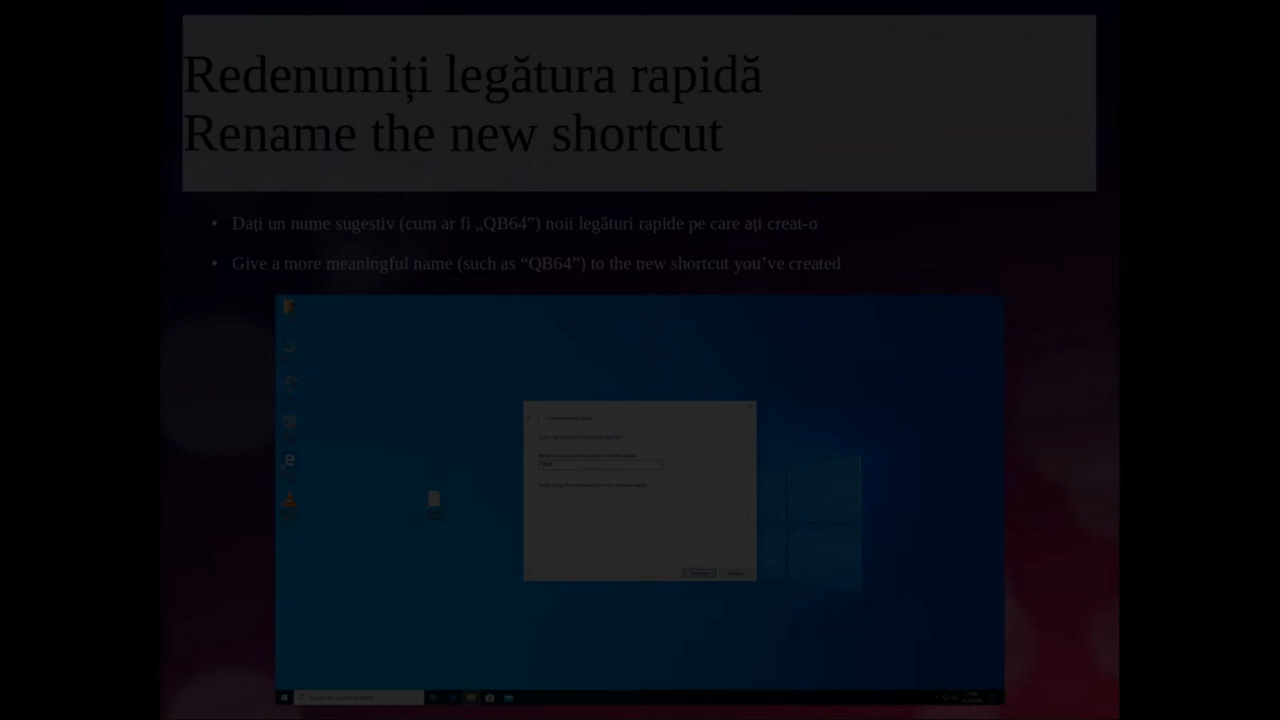 Redenumiți legătura rapidă
Rename the new shortcut
• Dați un nume sugestiv (cum ar fi „QB64”) noii legături rapide pe care ați creat-o
• Give a more meaningful name (such as “QB64”) to the new shortcut you’ve created